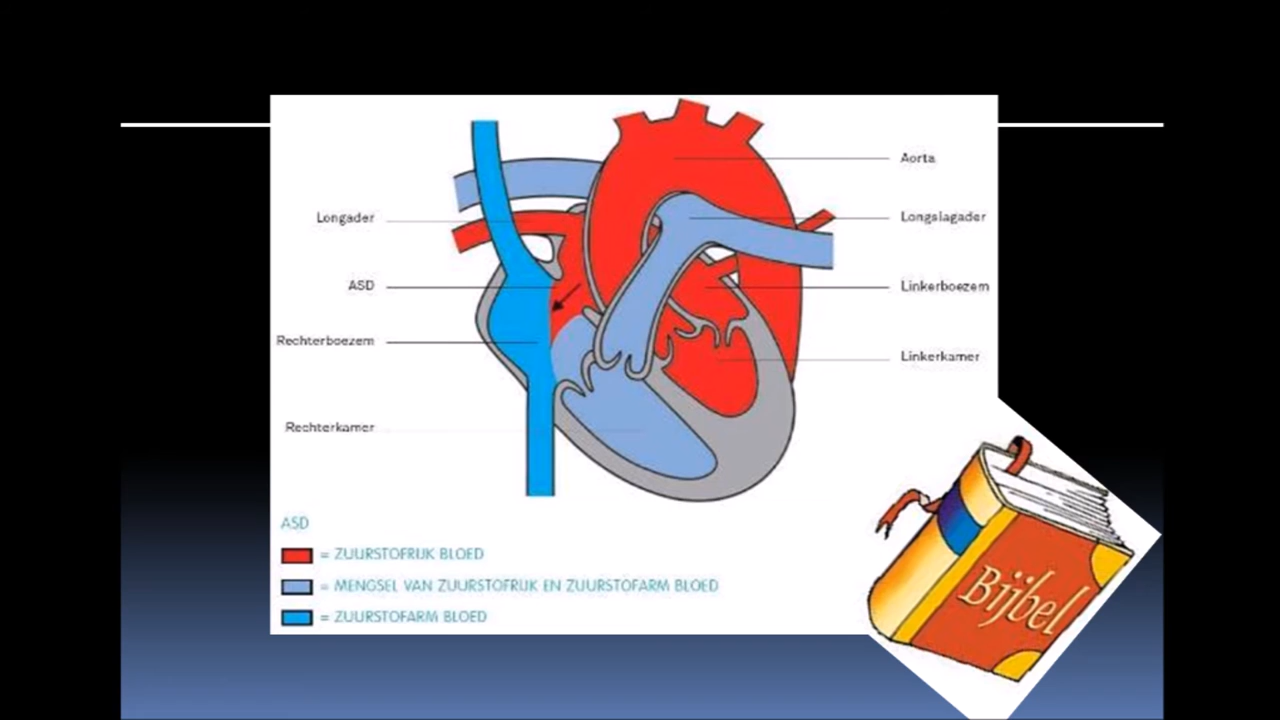 Aorta
Longader
Longslagader
ASD
Linkerboezem
Rechterboezem
Linkerkamer
Rechterkamer
ASD
= ZUURSTOFRIJK BLOED
= MENGSEL VAN ZUURSTOFRIJK EN ZUURSTOFARM BLOED
= ZUURSTOFARM BLOED
Bijbel